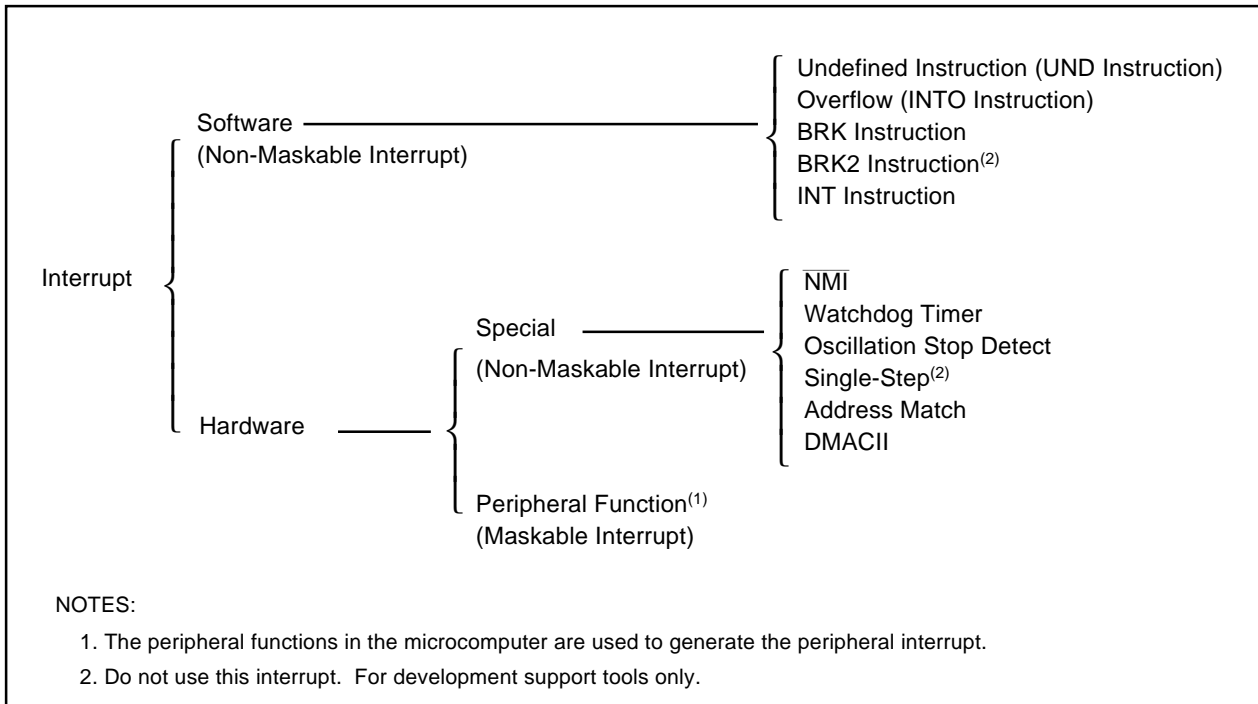 Undefined Instruction (UND Instruction)
Overflow (INTO Instruction)
Software
BRK Instruction
(Non-Maskable Interrupt)
BRK2 Instruction(2)
INT Instruction
Interrupt
NMI
Watchdog Timer
Special
Oscillation Stop Detect
(Non-Maskable Interrupt)
Single-Step(2)
Address Match
Hardware
DMACII
Peripheral Function(1)
(Maskable Interrupt)
NOTES:
1. The peripheral functions in the microcomputer are used to generate the peripheral interrupt.
2. Do not use this interrupt.  For development support tools only.